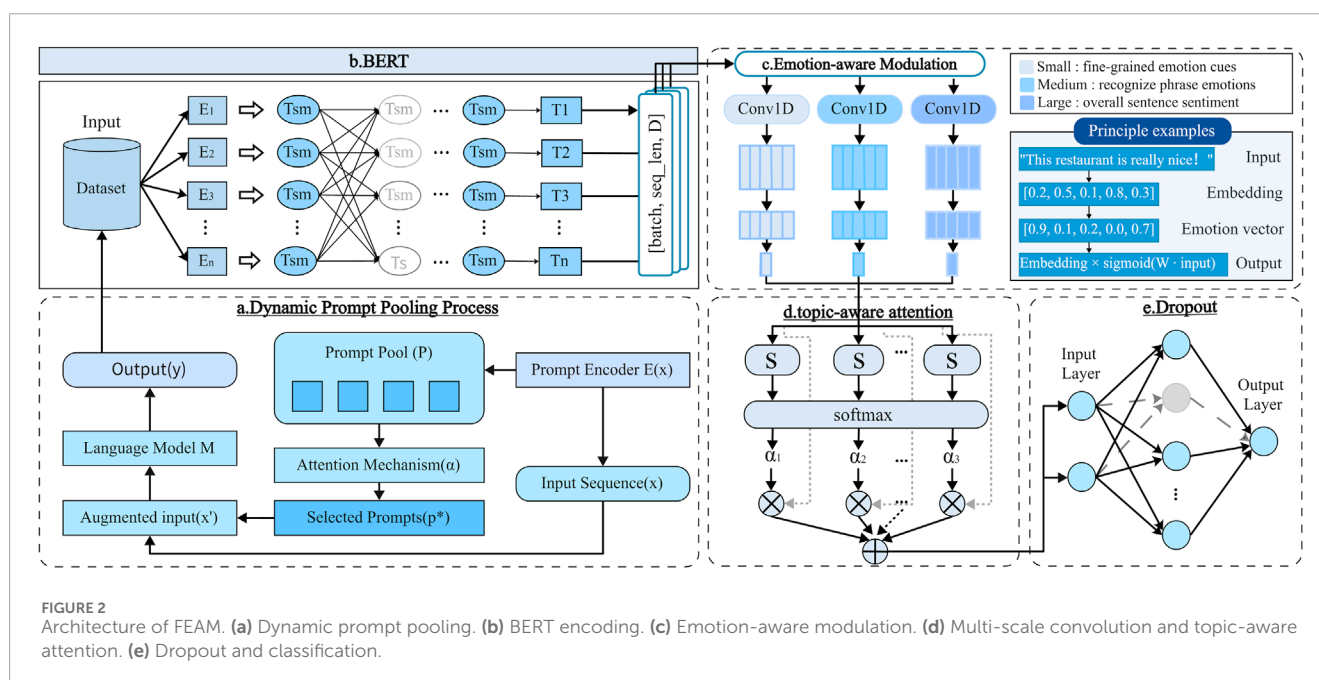 b.BERT
Input
Dataset
E1
E2
E3
⋮
En
Tsm
Tsm
Tsm
⋮
Tsm
Tsm
Tsm
Tsm
⋮
Ts
...
...
...
...
Tsm
Tsm
Tsm
⋮
Tsm
T1
T2
T3
⋮
Tn
[batch, seq_len, D]
c.Emotion-aware Modulation
Conv1D
Conv1D
Conv1D
Small : fine-grained emotion cues
Medium : recognize phrase emotions
Large : overall sentence sentiment
Principle examples
"This restaurant is really nice! "
Input
[0.2, 0.5, 0.1, 0.8, 0.3]
Embedding
[0.9, 0.1, 0.2, 0.0, 0.7]
Emotion vector
Embedding × sigmoid(W · input)
Output
a.Dynamic Prompt Pooling Process
Output(y)
Language Model M
Augmented input(x')
Prompt Pool (P)
Attention Mechanism(α)
Selected Prompts(p*)
Prompt Encoder E(x)
Input Sequence(x)
d.topic-aware attention
S
S
...
S
softmax
α1
α2
...
α3
...
e.Dropout
Input
Layer
⋮
Output
Layer
FIGURE 2
Architecture of FEAM. (a) Dynamic prompt pooling. (b) BERT encoding. (c) Emotion-aware modulation. (d) Multi-scale convolution and topic-aware
attention. (e) Dropout and classification.